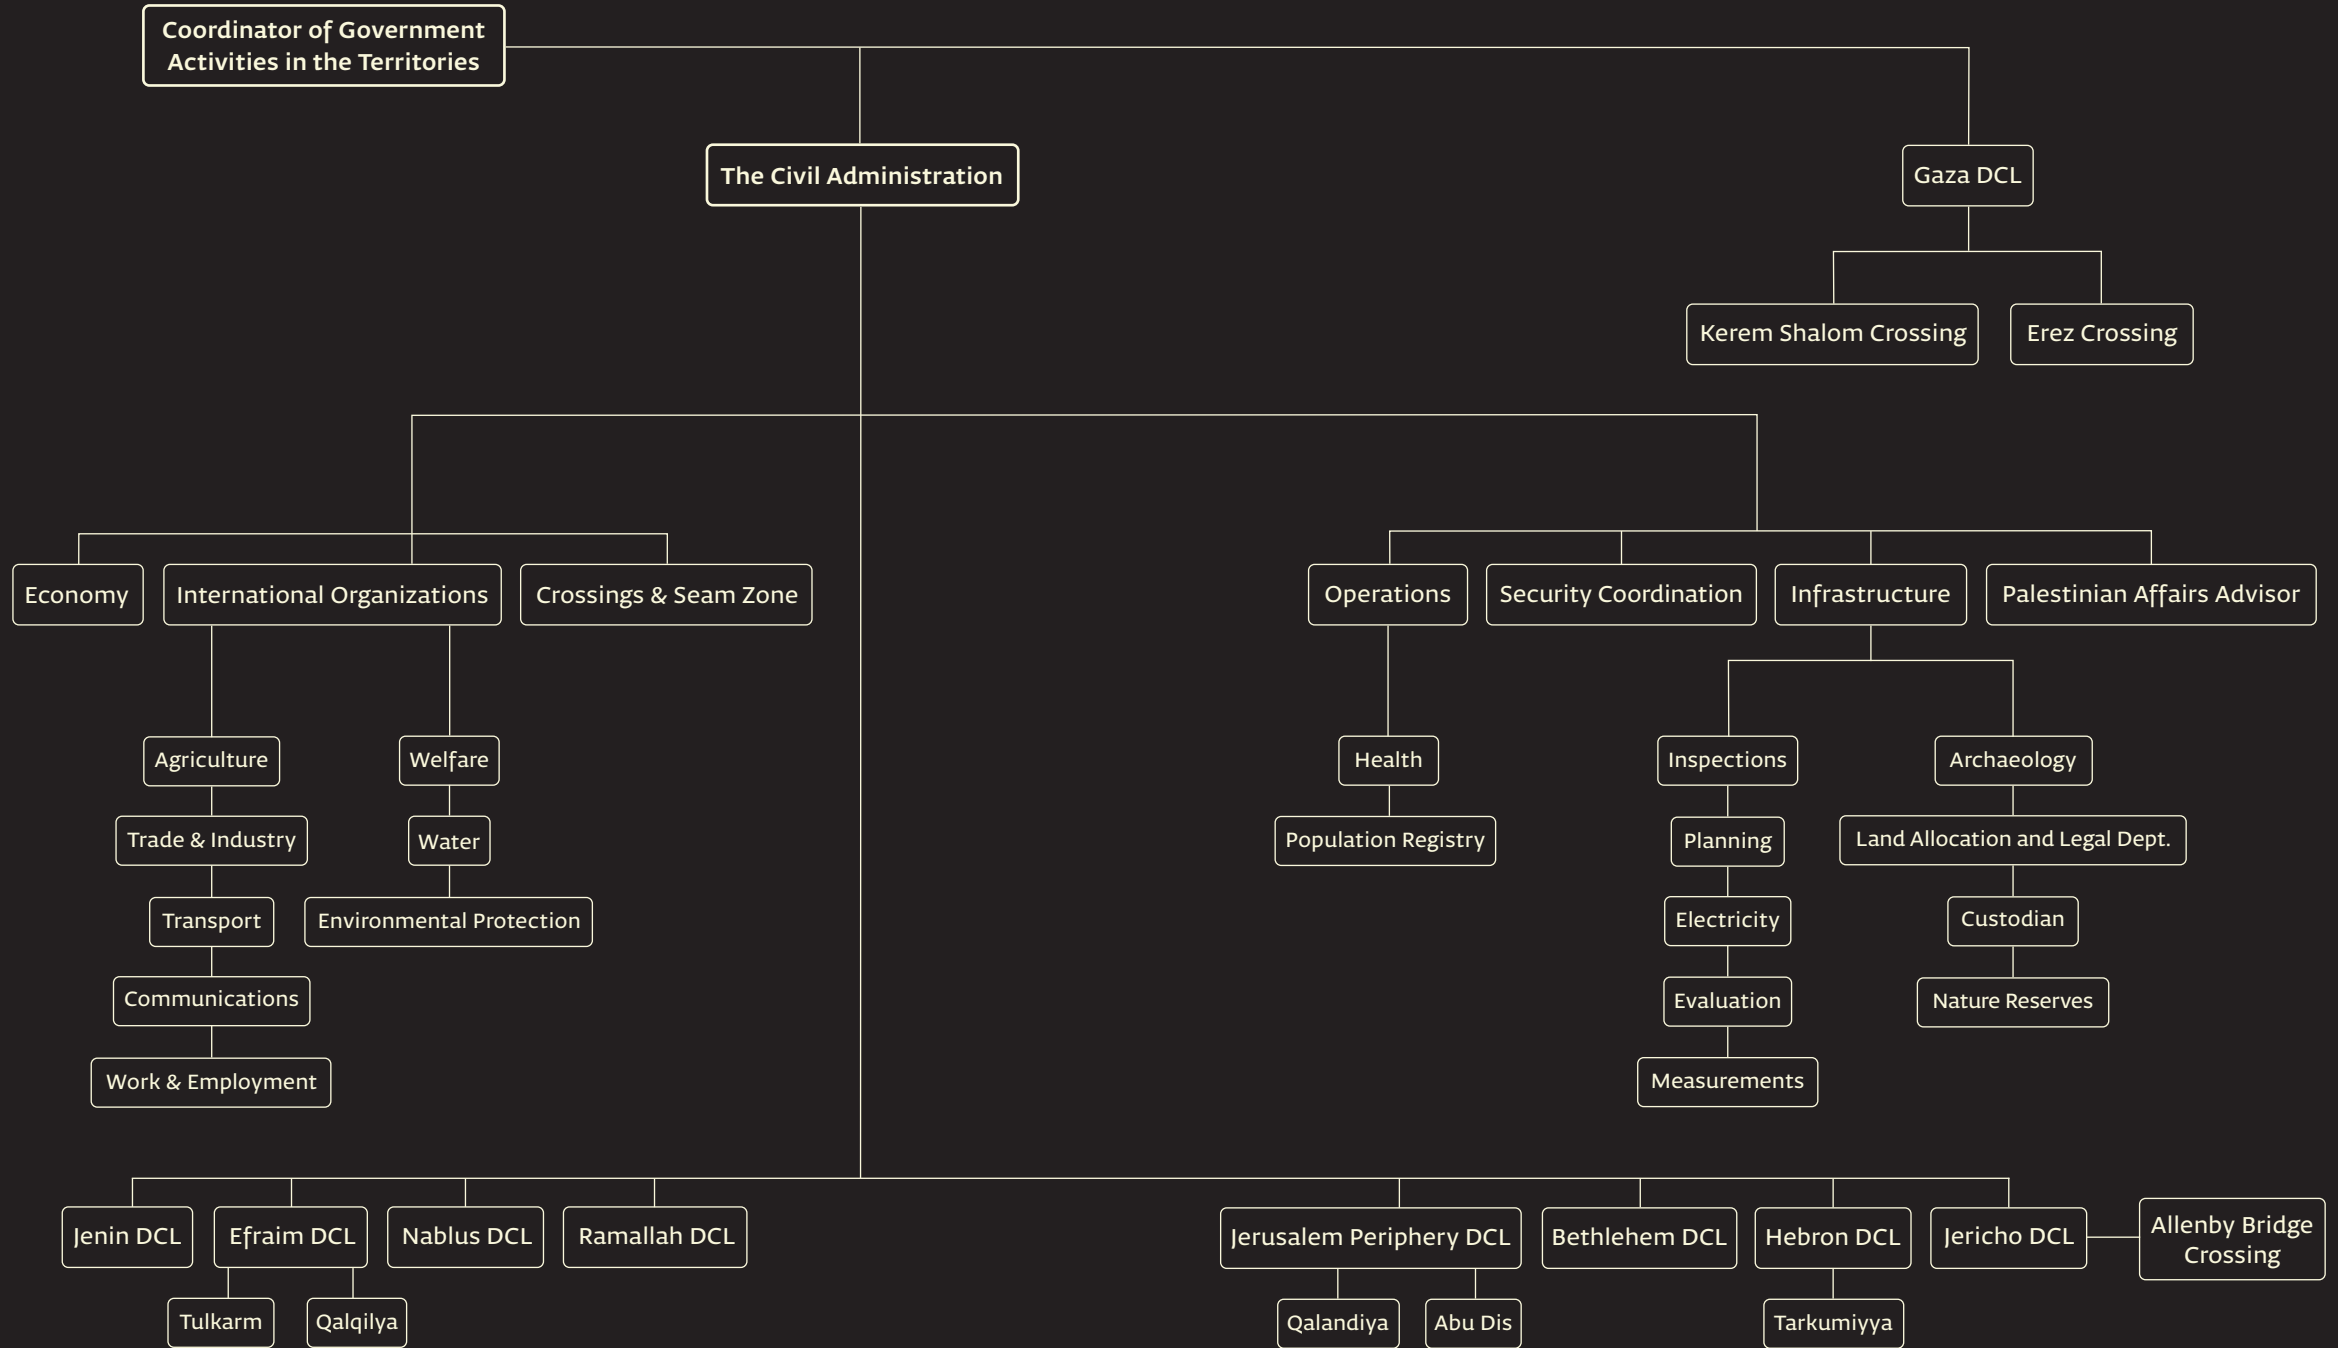 Coordinator of Government
Activities in the Territories
The Civil Administration
Gaza DCL
Kerem Shalom Crossing
Erez Crossing
Economy
International Organizations
Crossings & Seam Zone
Operations
Security Coordination
Infrastructure
Palestinian Affairs Advisor
Agriculture
Welfare
Health
Inspections
Archaeology
Trade & Industry
Water
Population Registry
Planning
Land Allocation and Legal Dept.
Transport
Environmental Protection
Electricity
Custodian
Communications
Evaluation
Nature Reserves
Work & Employment
Measurements
Jenin DCL
Efraim DCL
Nablus DCL
Ramallah DCL
Jerusalem Periphery DCL
Bethlehem DCL
Hebron DCL
Jericho DCL
Allenby Bridge
Crossing
Tulkarm
Qalqilya
Qalandiya
Abu Dis
Tarkumiyya